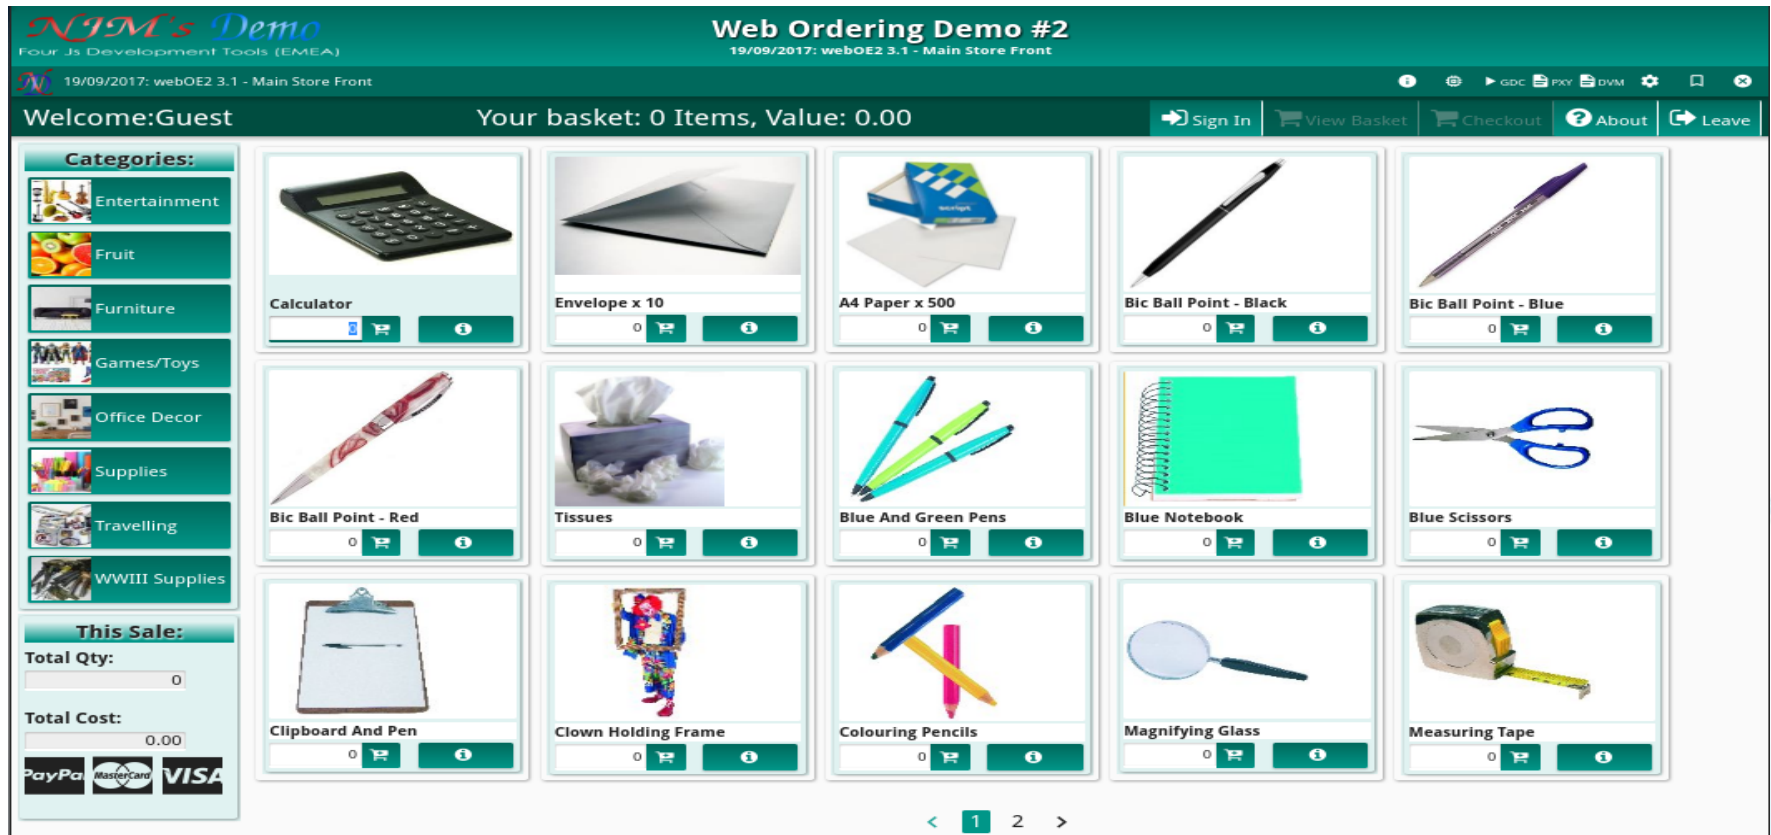 NJM's Demo
Four Js Development Tools (EMEA)
Web Ordering Demo #2
19/09/2017: webOE2 3.1 - Main Store Front
19/09/2017: webOE2 3.1 - Main Store Front
GDC PXY DVM
Welcome:Guest
Your basket: 0 Items, Value: 0.00
Sign In View Basket Checkout About Leave
Categories:
Entertainment
Fruit
Furniture
Games/Toys
Office Decor
Supplies
Travelling
WWIII Supplies
This Sale:
Total Qty:
0
Total Cost:
0.00
PayPa MasterCard VISA
script
Calculator Envelope x 10 A4 Paper x 500 Bic Ball Point - Black Bic Ball Point - Blue
0 0 0 0 0
Bic Ball Point - Red Tissues Blue And Green Pens Blue Notebook Blue Scissors
0 0 0 0 0
Clipboard And Pen Clown Holding Frame Colouring Pencils Magnifying Glass Measuring Tape
0 0 0 0 0
< 1 2 >